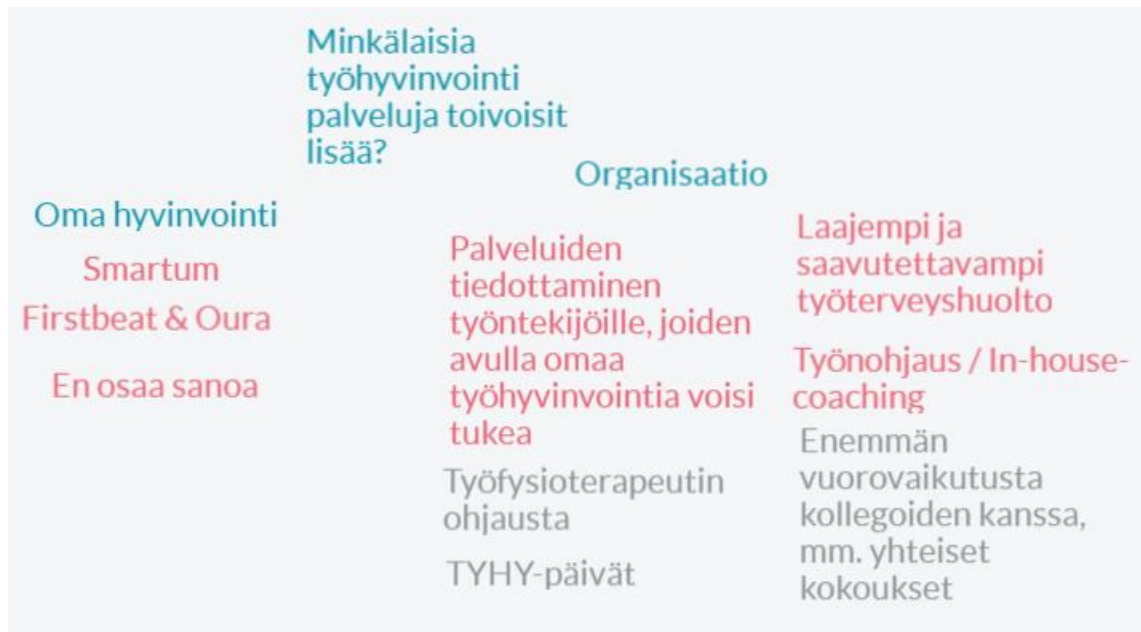 Minkälaisia
työhyvinvointi
palveluja toivoisit
lisää?
Oma hyvinvointi
Smartum
Firstbeat & Oura
En osaa sanoa
Organisaatio
Palveluiden
tiedottaminen
työntekijöille, joiden
avulla omaa
työhyvinvointia voisi
tukea
Työfysioterapeutin
ohjausta
TYHY-päivät
Laajempi ja
saavutettavampi
työterveyshuolto
Työnohjaus / In-house-
coaching
Enemmän
vuorovaikutusta
kollegoiden kanssa,
mm. yhteiset
kokoukset